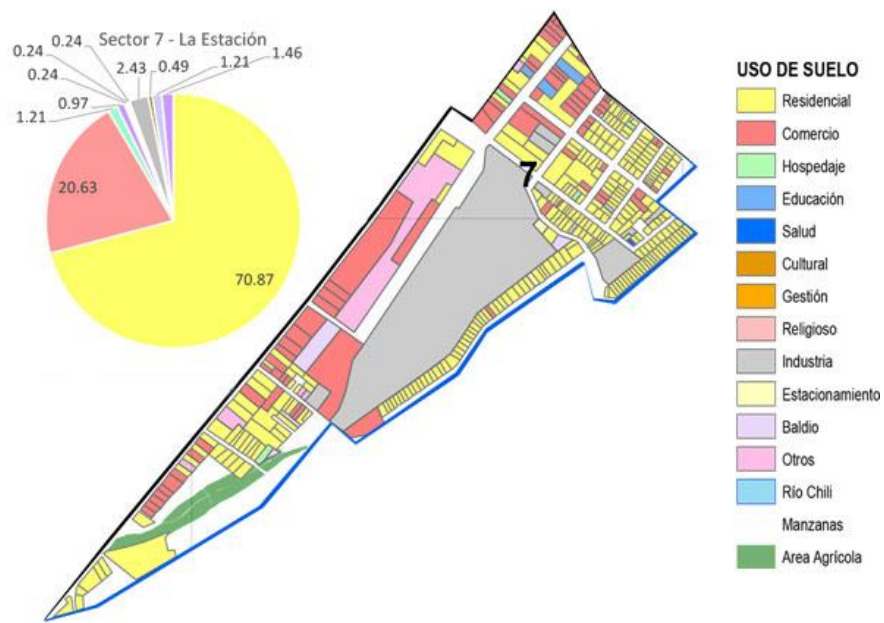 Sector 7 - La Estación
0.24
0.24
0.24
0.97
1.21
2.43
0.49
1.21
1.46
20.63
70.87
7
USO DE SUELO
Residencial
Comercio
Hospedaje
Educación
Salud
Cultural
Gestión
Religioso
Industria
Estacionamiento
Baldio
Otros
Río Chili
Manzanas
Area Agrícola